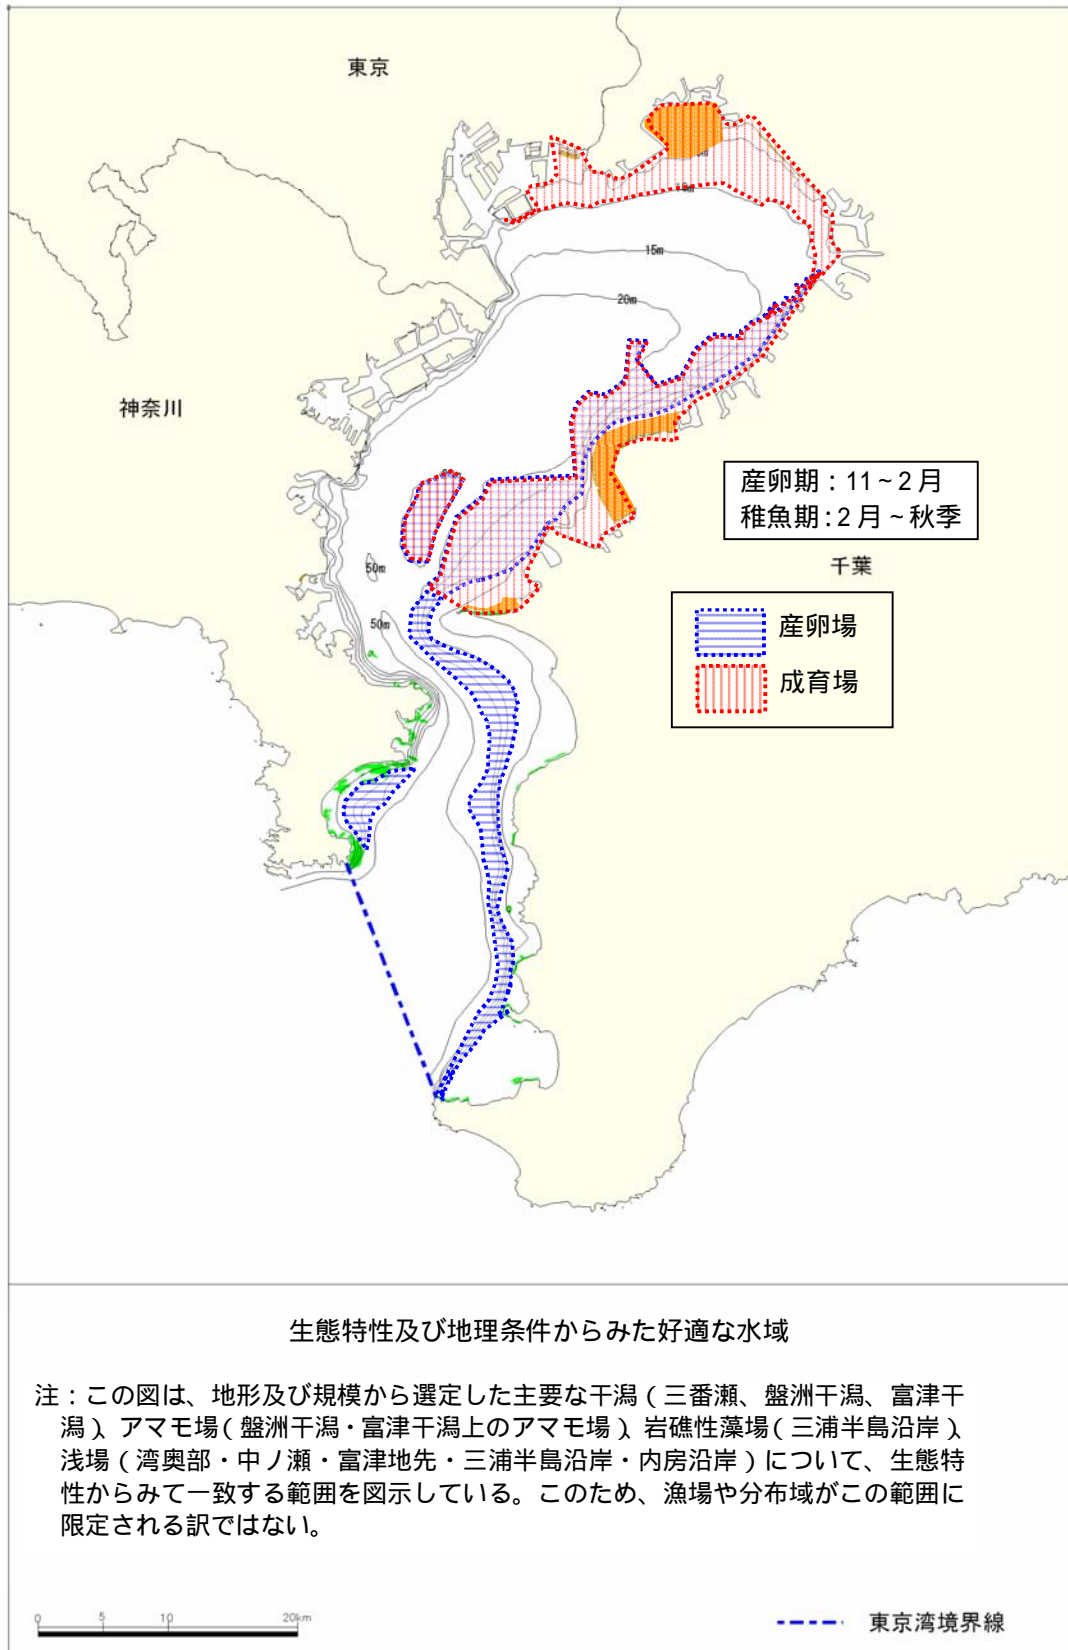 東京
10m
15m
20m
神奈川
産卵期：11～2月
稚魚期：2月～秋季
千葉
50m
50m
産卵場
成育場
生態特性及び地理条件からみた好適な水域
注：この図は、地形及び規模から選定した主要な干潟（三番瀬、盤洲干潟、富津干
潟）、アマモ場（盤洲干潟・富津干潟上のアマモ場）、岩礁性藻場（三浦半島沿岸）、
浅場（湾奥部・中ノ瀬・富津地先・三浦半島沿岸・内房沿岸）について、生態特
性からみて一致する範囲を図示している。このため、漁場や分布域がこの範囲に
限定される訳ではない。
0 5 10 20km
東京湾境界線